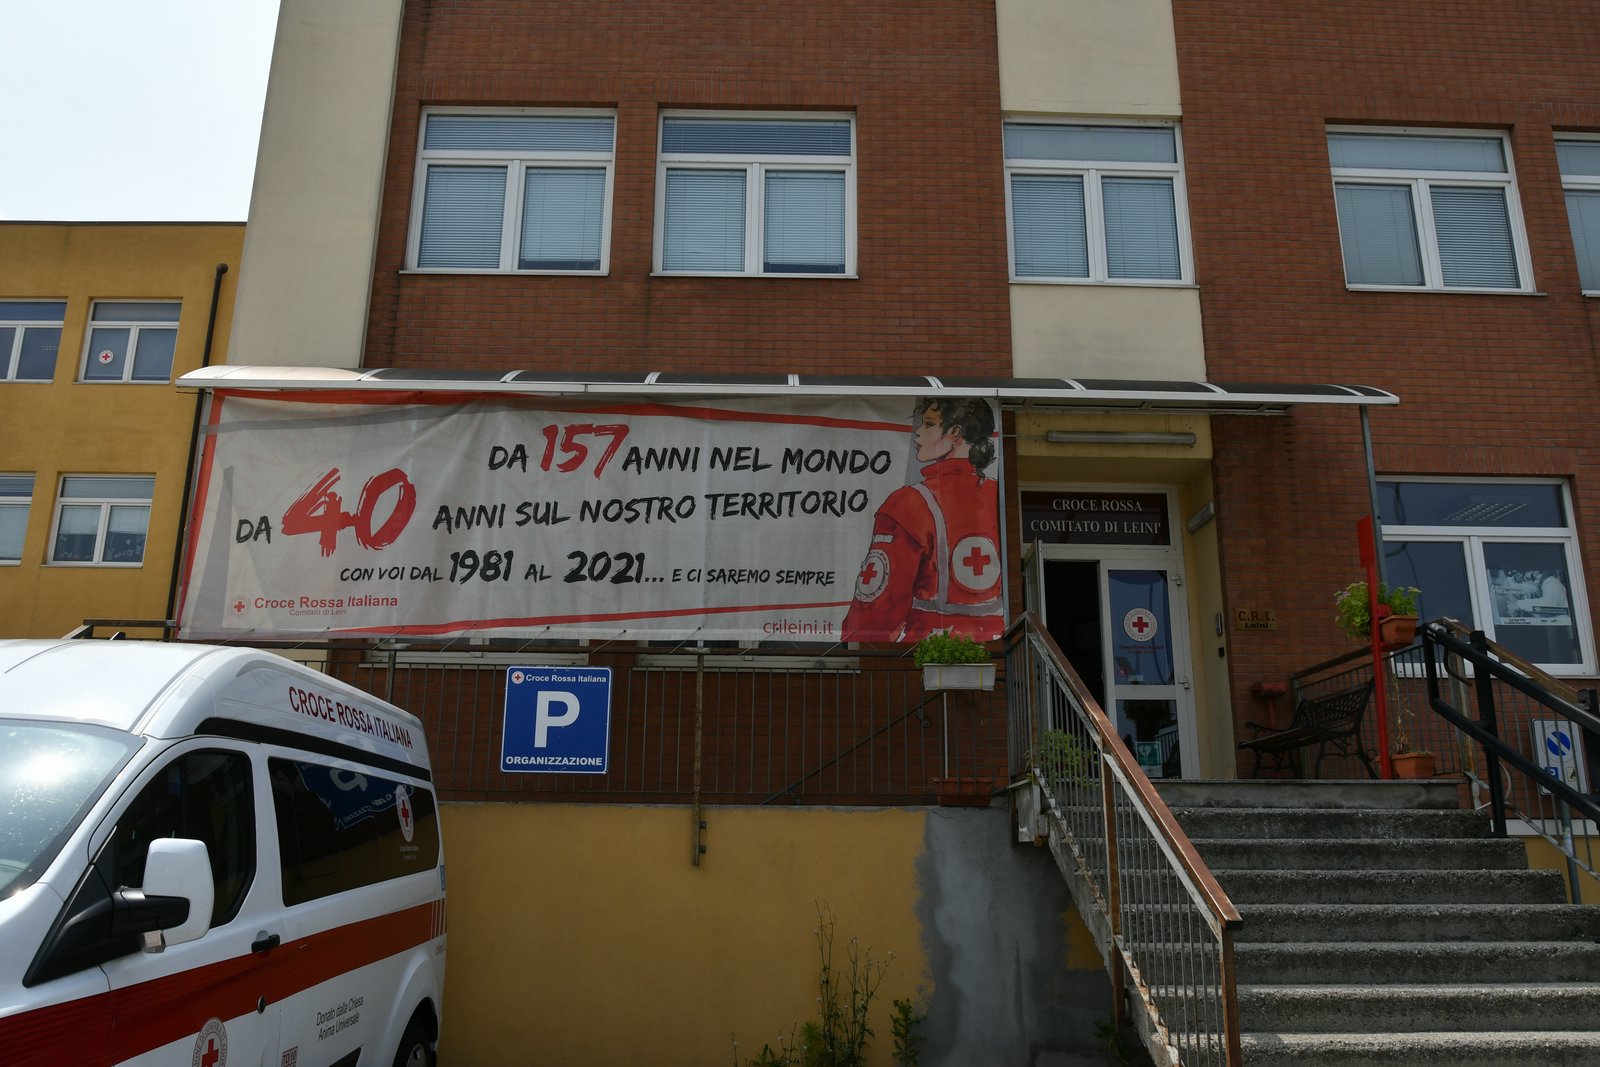 DA 157 ANNI NEL MONDO
DA 40 ANNI SUL NOSTRO TERRITORIO
CON VOI DAL 1981 AL 2021... E CI SAREMO SEMPRE
Croce Rossa Italiana
Comitato di Leini
crileini.it
CROCE ROSSA
COMITATO DI LEINI'
C.R.I.
Leini
Croce Rossa Italiana
P
ORGANIZZAZIONE
CROCE ROSSA ITALIANA
Donato dalla Chiesa
Anima Universale